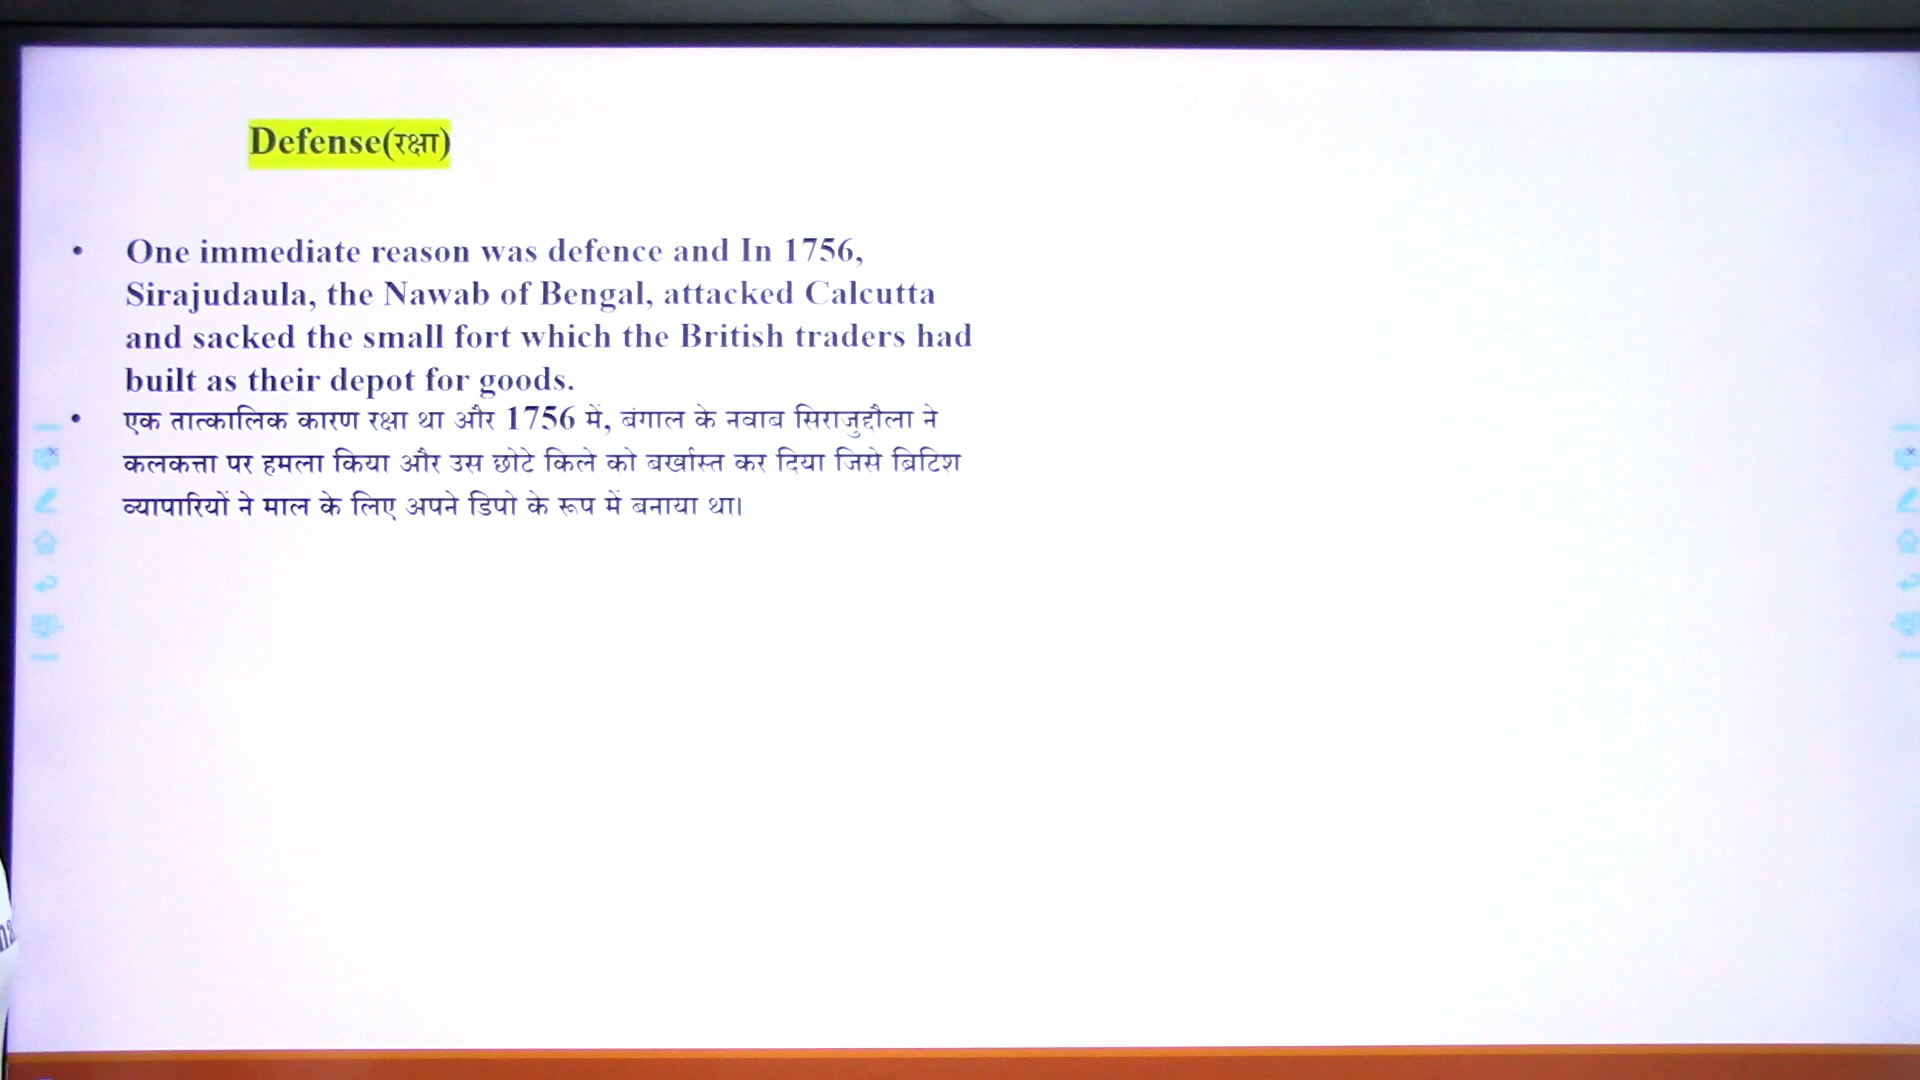 Defense(रक्षा)
• One immediate reason was defence and In 1756,
Sirajudaula, the Nawab of Bengal, attacked Calcutta
and sacked the small fort which the British traders had
built as their depot for goods.
• एक तात्कालिक कारण रक्षा था और 1756 में, बंगाल के नवाब सिराजुद्दौला ने
कलकत्ता पर हमला किया और उस छोटे किले को बर्खास्त कर दिया जिसे ब्रिटिश
व्यापारियों ने माल के लिए अपने डिपो के रूप में बनाया था।